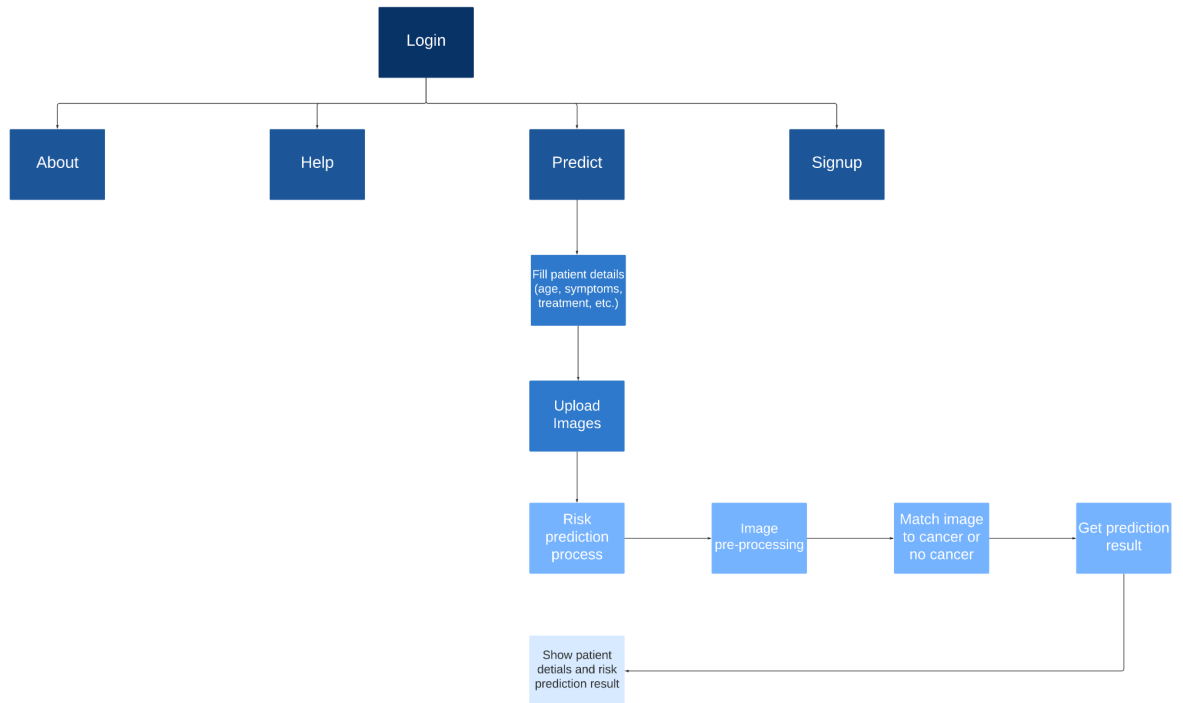 Login
About
Help
Predict
Signup
Fill patient details
(age, symptoms,
treatment, etc.)
Upload
Images
Risk
prediction
process
Image
pre-processing
Match image
to cancer or
no cancer
Get prediction
result
Show patient
detials and risk
prediction result